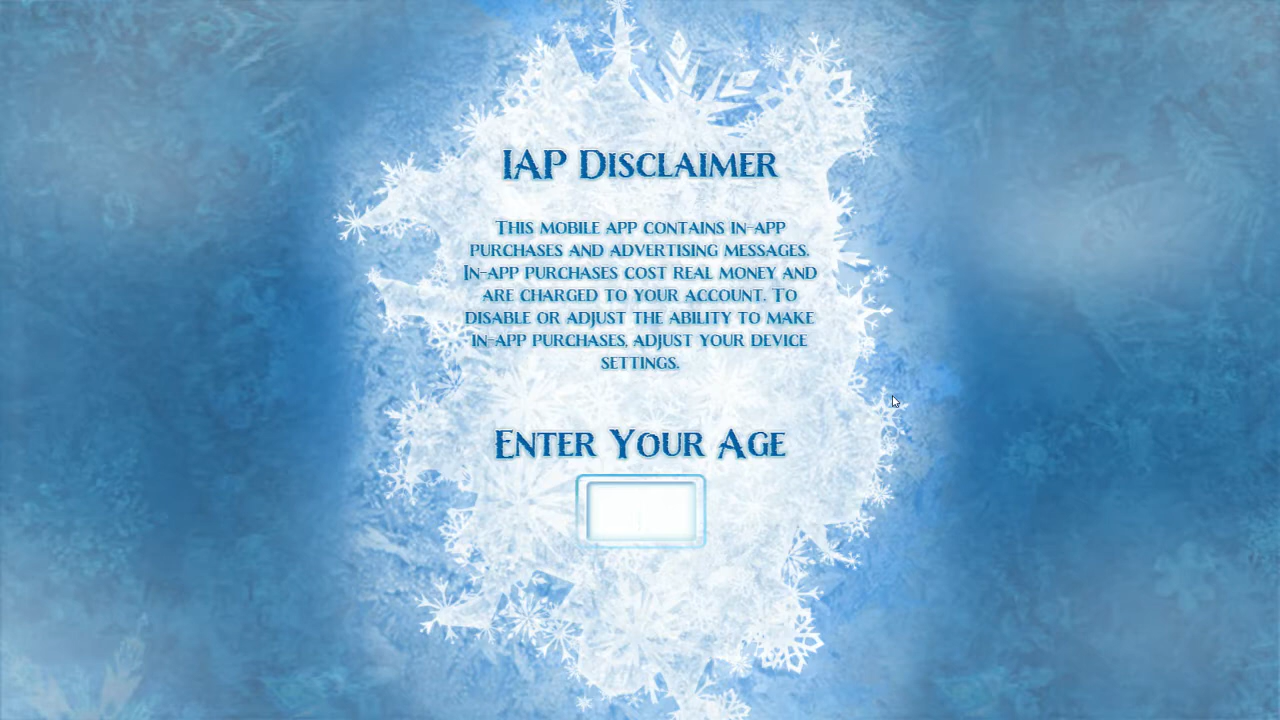 IAP Disclaimer
This mobile app contains in-app
purchases and advertising messages.
In-app purchases cost real money and
are charged to your account. To
disable or adjust the ability to make
in-app purchases, adjust your device
settings.
Enter Your Age